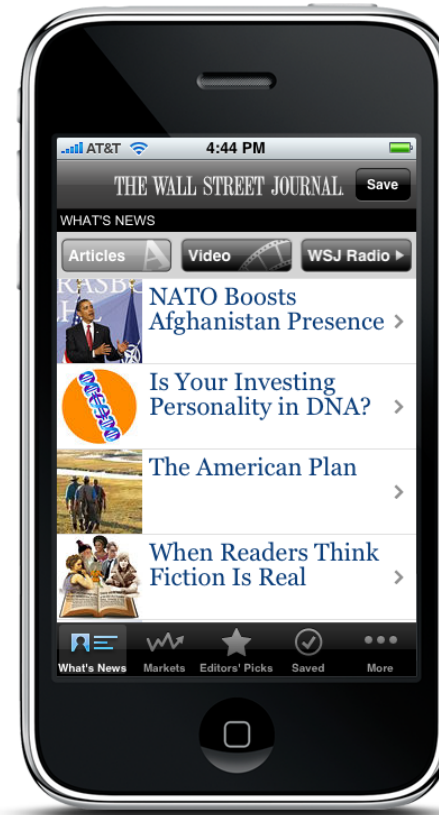 AT&T 4:44 PM
THE WALL STREET JOURNAL. Save
WHAT'S NEWS
Articles A Video WSJ Radio
NATO Boosts
Afghanistan Presence
Is Your Investing
Personality in DNA?
The American Plan
When Readers Think
Fiction Is Real
What's News Markets Editors' Picks Saved More